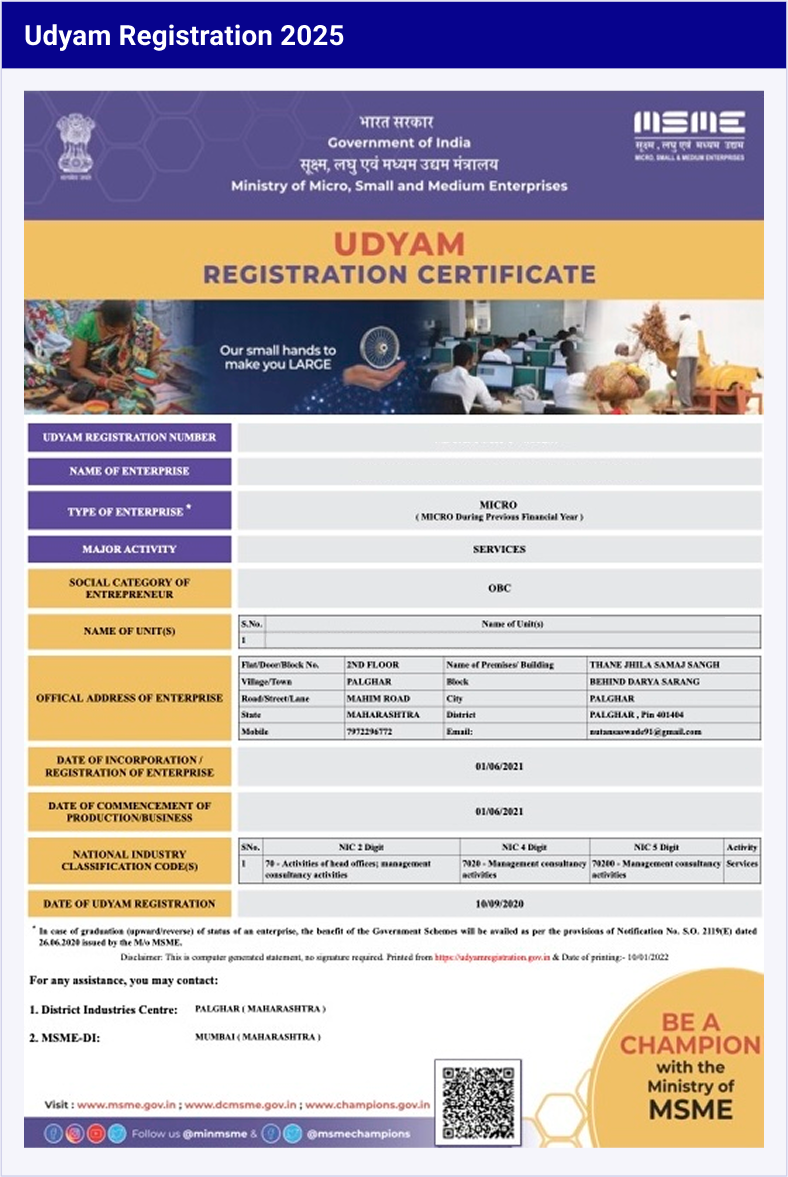 Udyam Registration 2025
भारत सरकार
Government of India
सूक्ष्म, लघु एवं मध्यम उद्यम मंत्रालय
Ministry of Micro, Small and Medium Enterprises
MSME
सूक्ष्म, लघु एवं मध्यम उद्यम
MICRO, SMALL & MEDIUM ENTERPRISES
UDYAM
REGISTRATION CERTIFICATE
Our small hands to
make you LARGE
UDYAM REGISTRATION NUMBER
NAME OF ENTERPRISE
TYPE OF ENTERPRISE *
MICRO
( MICRO During Previous Financial Year )
MAJOR ACTIVITY SERVICES
SOCIAL CATEGORY OF
ENTREPRENEUR
OBC
NAME OF UNIT(S)
S.No. Name of Unit(s)
1
OFFICAL ADDRESS OF ENTERPRISE
Flat/Door/Block No. 2ND FLOOR Name of Premises/ Building THANE JHILA SAMAJ SANGH
Village/Town PALGHAR Block BEHIND DARYA SARANG
Road/Street/Lane MAHIM ROAD City PALGHAR
State MAHARASHTRA District PALGHAR , Pin 401404
Mobile 7972296772 Email: nutansaswade91@gmail.com
DATE OF INCORPORATION /
REGISTRATION OF ENTERPRISE
01/06/2021
DATE OF COMMENCEMENT OF
PRODUCTION/BUSINESS
01/06/2021
NATIONAL INDUSTRY
CLASSIFICATION CODE(S)
SNo. NIC 2 Digit NIC 4 Digit NIC 5 Digit Activity
1 70 - Activities of head offices; management 7020 - Management consultancy 70200 - Management consultancy Services
consultancy activities activities activities
DATE OF UDYAM REGISTRATION 10/09/2020
* In case of graduation (upward/reverse) of status of an enterprise, the benefit of the Government Schemes will be availed as per the provisions of Notification No. S.O. 2119(E) dated
26.06.2020 issued by the M/o MSME.
Disclaimer: This is computer generated statement, no signature required. Printed from https://udyamregistration.gov.in & Date of printing:- 10/01/2022
For any assistance, you may contact:
1. District Industries Centre: PALGHAR ( MAHARASHTRA )
2. MSME-DI: MUMBAI ( MAHARASHTRA )
BE A
CHAMPION
with the
Ministry of
MSME
Visit : www.msme.gov.in ; www.dcmsme.gov.in ; www.champions.gov.in
Follow us @minmsme & @msmechampions